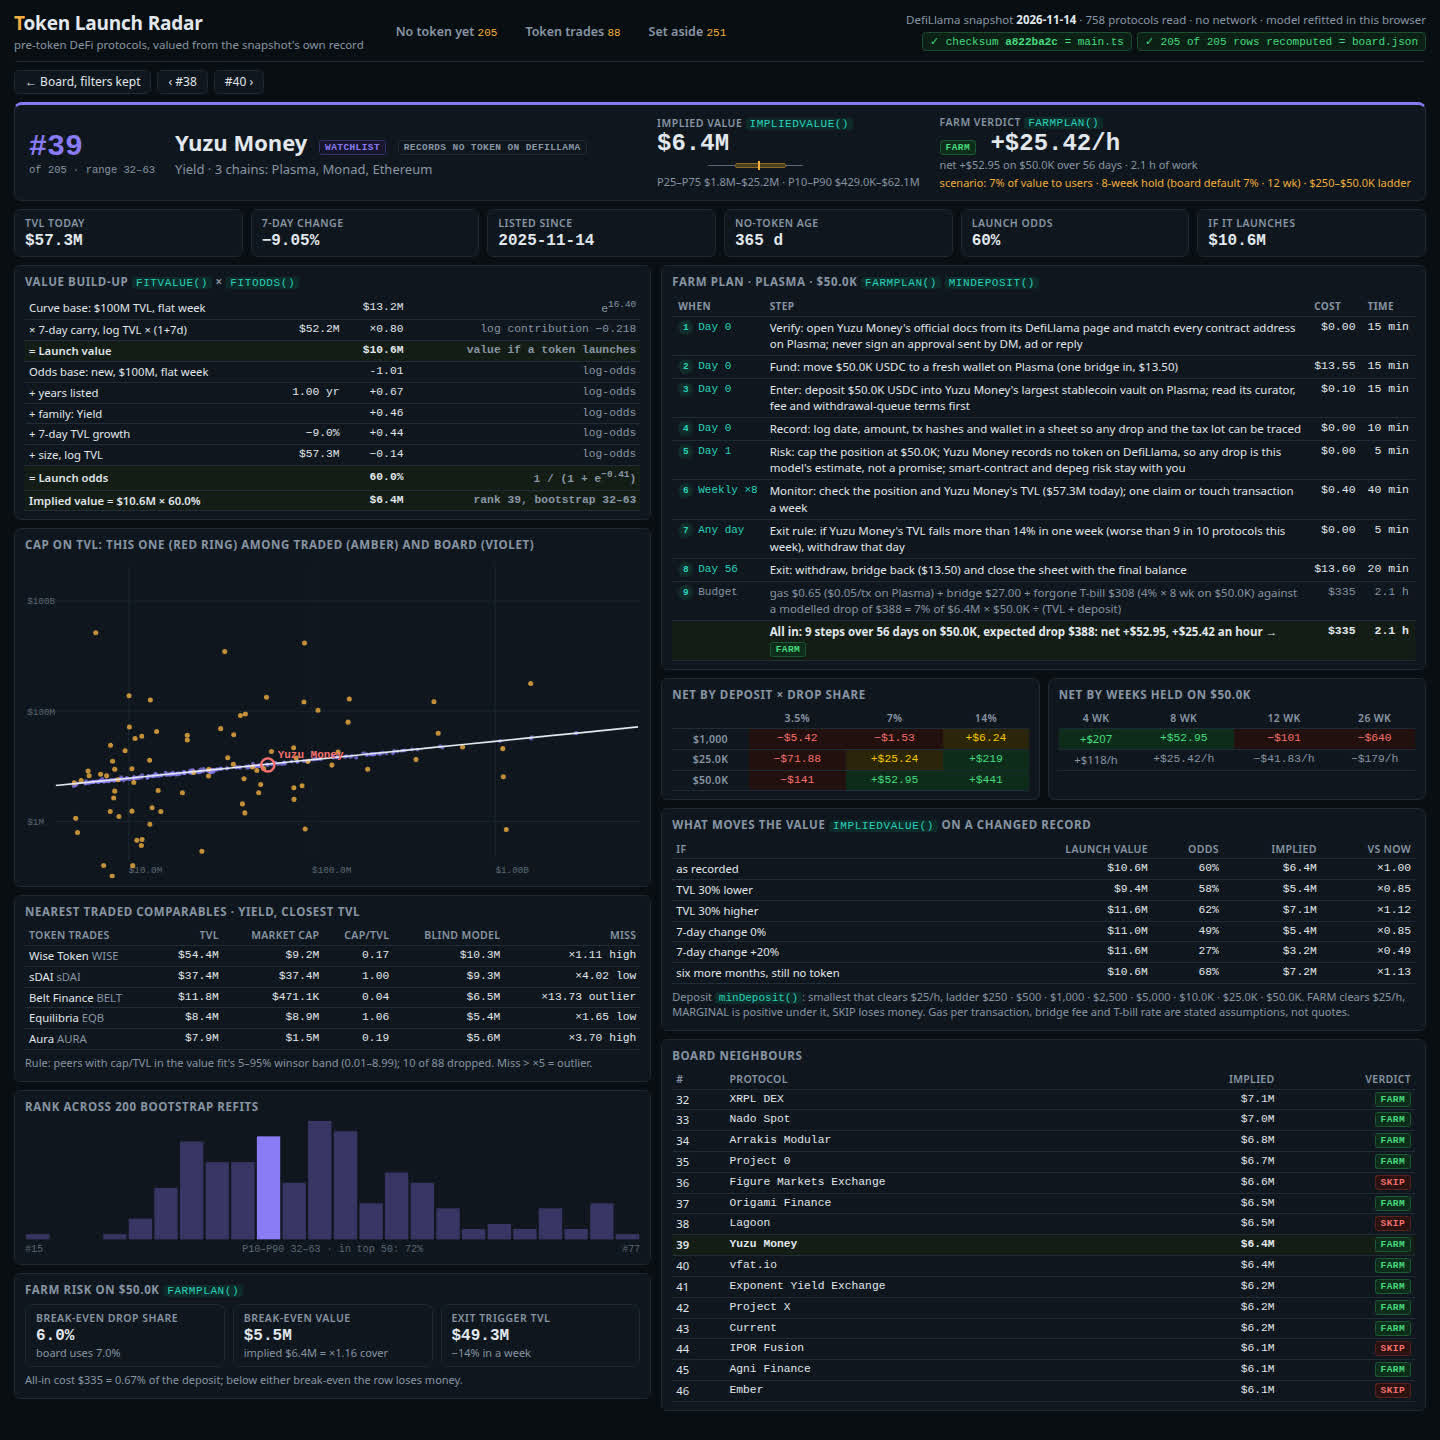 Token Launch Radar
pre-token DeFi protocols, valued from the snapshot's own record
No token yet 205 Token trades 88 Set aside 251
DefiLlama snapshot 2026-11-14 · 758 protocols read · no network · model refitted in this browser
✓ checksum a822ba2c = main.ts ✓ 205 of 205 rows recomputed = board.json
← Board, filters kept ‹ #38 #40 ›
#39
of 205 · range 32–63
Yuzu Money WATCHLIST RECORDS NO TOKEN ON DEFILLAMA
Yield · 3 chains: Plasma, Monad, Ethereum
IMPLIED VALUE IMPLIEDVALUE()
$6.4M
P25–P75 $1.8M–$25.2M · P10–P90 $429.0K–$62.1M
FARM VERDICT FARMPLAN()
FARM +$25.42/h
net +$52.95 on $50.0K over 56 days · 2.1 h of work
scenario: 7% of value to users · 8-week hold (board default 7% · 12 wk) · $250–$50.0K ladder
TVL TODAY
$57.3M
7-DAY CHANGE
−9.05%
LISTED SINCE
2025-11-14
NO-TOKEN AGE
365 d
LAUNCH ODDS
60%
IF IT LAUNCHES
$10.6M
VALUE BUILD-UP FITVALUE() × FITODDS()
Curve base: $100M TVL, flat week $13.2M e^16.40
× 7-day carry, log TVL × (1+7d) $52.2M ×0.80 log contribution −0.218
= Launch value $10.6M value if a token launches
Odds base: new, $100M, flat week -1.01 log-odds
+ years listed 1.00 yr +0.67 log-odds
+ family: Yield +0.46 log-odds
+ 7-day TVL growth −9.0% +0.44 log-odds
+ size, log TVL $57.3M −0.14 log-odds
= Launch odds 60.0% 1 / (1 + e^−0.41)
Implied value = $10.6M × 60.0% $6.4M rank 39, bootstrap 32–63
CAP ON TVL: THIS ONE (RED RING) AMONG TRADED (AMBER) AND BOARD (VIOLET)
$100B
$100M
Yuzu Money
$1M
$10.0M $100.0M $1.00B
NEAREST TRADED COMPARABLES · YIELD, CLOSEST TVL
TOKEN TRADES TVL MARKET CAP CAP/TVL BLIND MODEL MISS
Wise Token WISE $54.4M $9.2M 0.17 $10.3M ×1.11 high
sDAI sDAI $37.4M $37.4M 1.00 $9.3M ×4.02 low
Belt Finance BELT $11.8M $471.1K 0.04 $6.5M ×13.73 outlier
Equilibria EQB $8.4M $8.9M 1.06 $5.4M ×1.65 low
Aura AURA $7.9M $1.5M 0.19 $5.6M ×3.70 high
Rule: peers with cap/TVL in the value fit's 5–95% winsor band (0.01–8.99); 10 of 88 dropped. Miss > ×5 = outlier.
RANK ACROSS 200 BOOTSTRAP REFITS
#15 P10–P90 32–63 · in top 50: 72% #77
FARM RISK ON $50.0K FARMPLAN()
BREAK-EVEN DROP SHARE
6.0%
board uses 7.0%
BREAK-EVEN VALUE
$5.5M
implied $6.4M = ×1.16 cover
EXIT TRIGGER TVL
$49.3M
−14% in a week
All-in cost $335 = 0.67% of the deposit; below either break-even the row loses money.
FARM PLAN · PLASMA · $50.0K FARMPLAN() MINDEPOSIT()
WHEN STEP COST TIME
1 Day 0 Verify: open Yuzu Money's official docs from its DefiLlama page and match every contract address $0.00 15 min
on Plasma; never sign an approval sent by DM, ad or reply
2 Day 0 Fund: move $50.0K USDC to a fresh wallet on Plasma (one bridge in, $13.50) $13.55 15 min
3 Day 0 Enter: deposit $50.0K USDC into Yuzu Money's largest stablecoin vault on Plasma; read its curator, $0.10 15 min
fee and withdrawal-queue terms first
4 Day 0 Record: log date, amount, tx hashes and wallet in a sheet so any drop and the tax lot can be traced $0.00 10 min
5 Day 1 Risk: cap the position at $50.0K; Yuzu Money records no token on DefiLlama, so any drop is this $0.00 5 min
model's estimate, not a promise; smart-contract and depeg risk stay with you
6 Weekly ×8 Monitor: check the position and Yuzu Money's TVL ($57.3M today); one claim or touch transaction $0.40 40 min
a week
7 Any day Exit rule: if Yuzu Money's TVL falls more than 14% in one week (worse than 9 in 10 protocols this $0.00 5 min
week), withdraw that day
8 Day 56 Exit: withdraw, bridge back ($13.50) and close the sheet with the final balance $13.60 20 min
9 Budget gas $0.65 ($0.05/tx on Plasma) + bridge $27.00 + forgone T-bill $308 (4% × 8 wk on $50.0K) against $335 2.1 h
a modelled drop of $388 = 7% of $6.4M × $50.0K ÷ (TVL + deposit)
All in: 9 steps over 56 days on $50.0K, expected drop $388: net +$52.95, +$25.42 an hour → $335 2.1 h
FARM
NET BY DEPOSIT × DROP SHARE
3.5% 7% 14%
$1,000 −$5.42 −$1.53 +$6.24
$25.0K −$71.88 +$25.24 +$219
$50.0K −$141 +$52.95 +$441
NET BY WEEKS HELD ON $50.0K
4 WK 8 WK 12 WK 26 WK
+$207 +$52.95 −$101 −$640
+$118/h +$25.42/h −$41.83/h −$179/h
WHAT MOVES THE VALUE IMPLIEDVALUE() ON A CHANGED RECORD
IF LAUNCH VALUE ODDS IMPLIED VS NOW
as recorded $10.6M 60% $6.4M ×1.00
TVL 30% lower $9.4M 58% $5.4M ×0.85
TVL 30% higher $11.6M 62% $7.1M ×1.12
7-day change 0% $11.0M 49% $5.4M ×0.85
7-day change +20% $11.6M 27% $3.2M ×0.49
six more months, still no token $10.6M 68% $7.2M ×1.13
Deposit minDeposit() : smallest that clears $25/h, ladder $250 · $500 · $1,000 · $2,500 · $5,000 · $10.0K · $25.0K · $50.0K. FARM clears $25/h,
MARGINAL is positive under it, SKIP loses money. Gas per transaction, bridge fee and T-bill rate are stated assumptions, not quotes.
BOARD NEIGHBOURS
# PROTOCOL IMPLIED VERDICT
32 XRPL DEX $7.1M FARM
33 Nado Spot $7.0M FARM
34 Arrakis Modular $6.8M FARM
35 Project 0 $6.7M FARM
36 Figure Markets Exchange $6.6M SKIP
37 Origami Finance $6.5M FARM
38 Lagoon $6.5M SKIP
39 Yuzu Money $6.4M FARM
40 vfat.io $6.4M FARM
41 Exponent Yield Exchange $6.2M FARM
42 Project X $6.2M FARM
43 Current $6.2M FARM
44 IPOR Fusion $6.1M SKIP
45 Agni Finance $6.1M FARM
46 Ember $6.1M SKIP